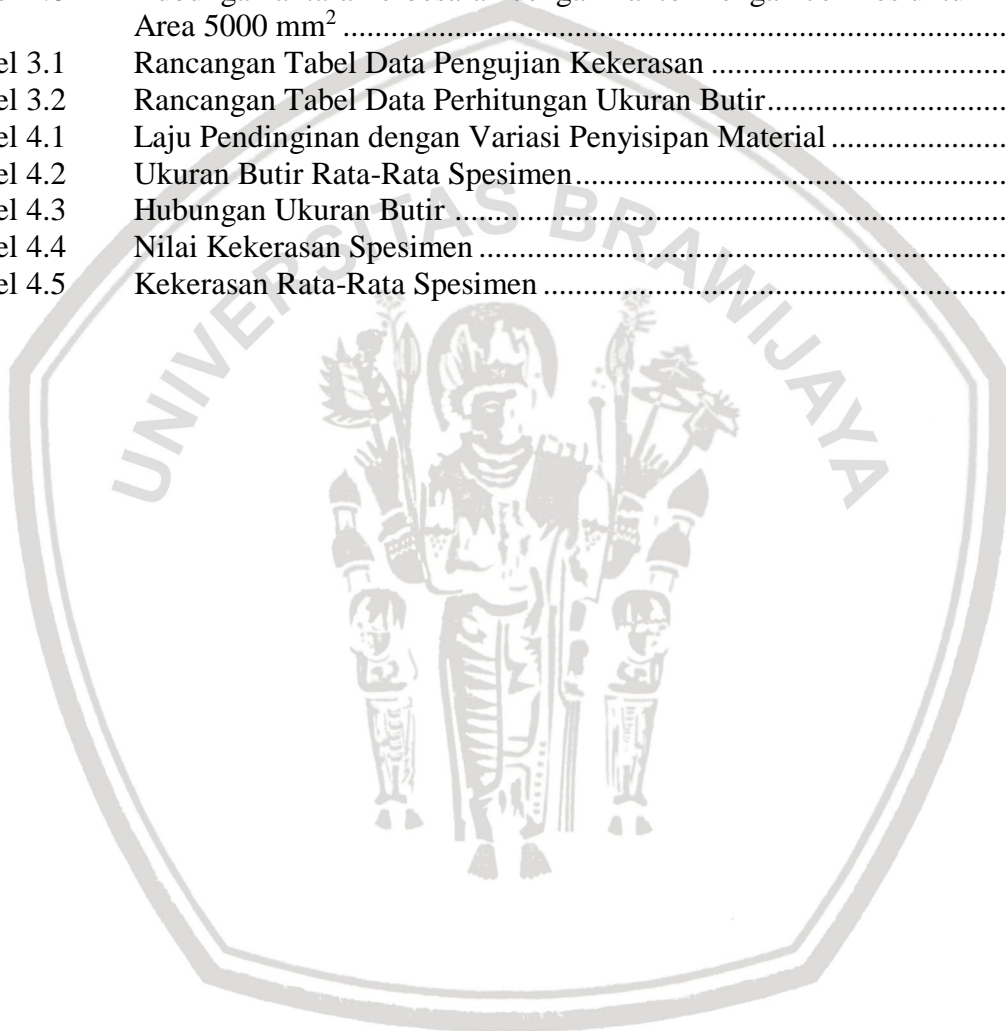 Area 5000 mm²
el 3.1 Rancangan Tabel Data Pengujian Kekerasan
el 3.2 Rancangan Tabel Data Perhitungan Ukuran Butir
el 4.1 Laju Pendinginan dengan Variasi Penyisipan Material
el 4.2 Ukuran Butir Rata-Rata Spesimen
el 4.3 Hubungan Ukuran Butir
el 4.4 Nilai Kekerasan Spesimen
el 4.5 Kekerasan Rata-Rata Spesimen
UNIVERSITAS BRAWIJAYA